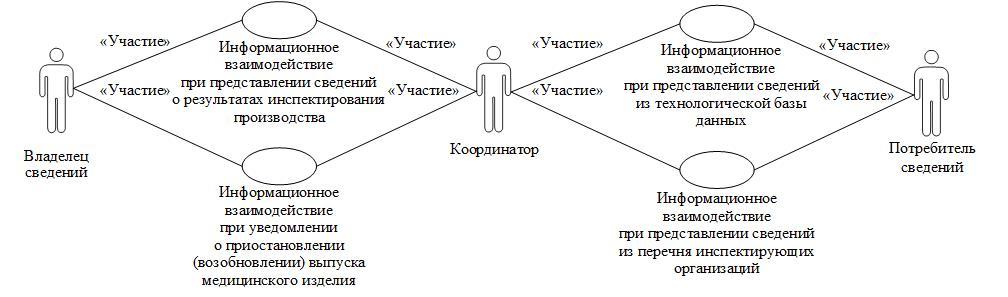 «Участие»
Информационное
взаимодействие
при представлении сведений
о результатах инспектирования
производства
«Участие»
«Участие»
Информационное
взаимодействие
при представлении сведений
из технологической базы
данных
«Участие»
«Участие»
«Участие»
«Участие»
«Участие»
Владелец
сведений
Координатор
Потребитель
сведений
Информационное
взаимодействие
при уведомлении
о приостановлении
(возобновлении) выпуска
медицинского изделия
Информационное
взаимодействие
при представлении сведений
из перечня инспектирующих
организаций